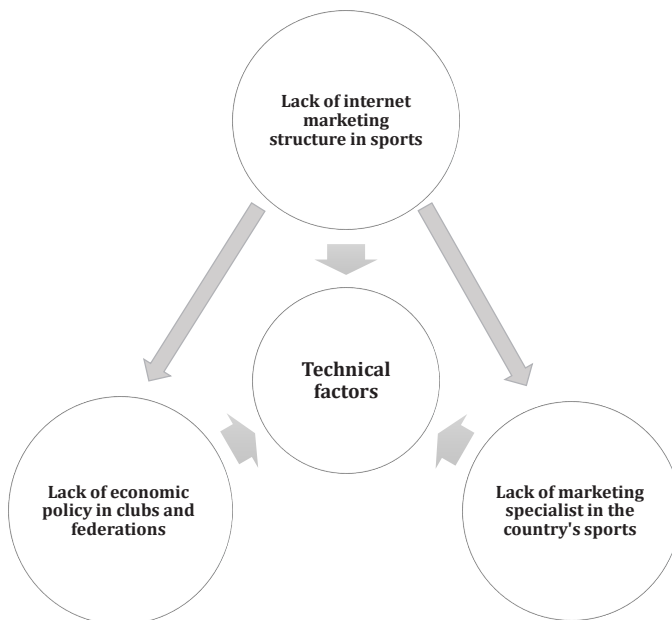 Lack of internet
marketing
structure in sports
Technical
factors
Lack of economic
policy in clubs and
federations
Lack of marketing
specialist in the
country's sports